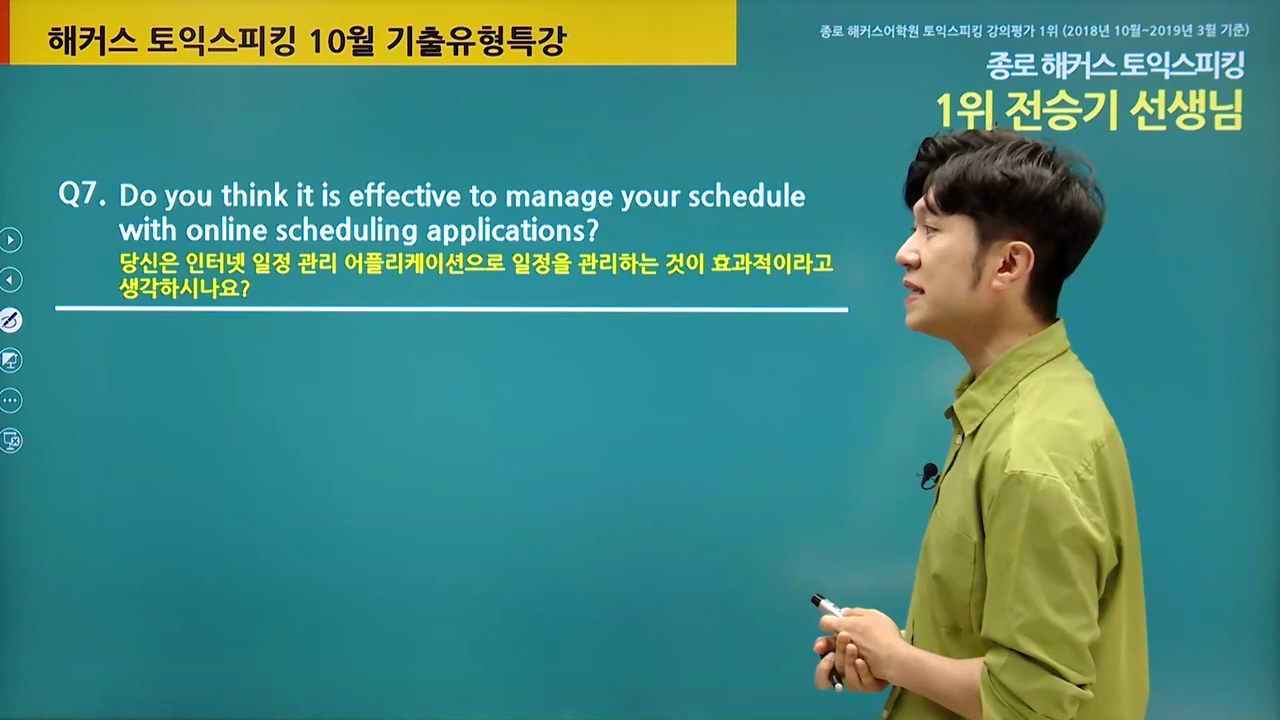 해커스 토익스피킹 10월 기출유형특강
종로 해커스어학원 토익스피킹 강의평가 1위 (2018년 10월~2019년 3월 기준)
종로 해커스 토익스피킹
1위 전승기 선생님
Q7. Do you think it is effective to manage your schedule
with online scheduling applications?
당신은 인터넷 일정 관리 어플리케이션으로 일정을 관리하는 것이 효과적이라고
생각하시나요?